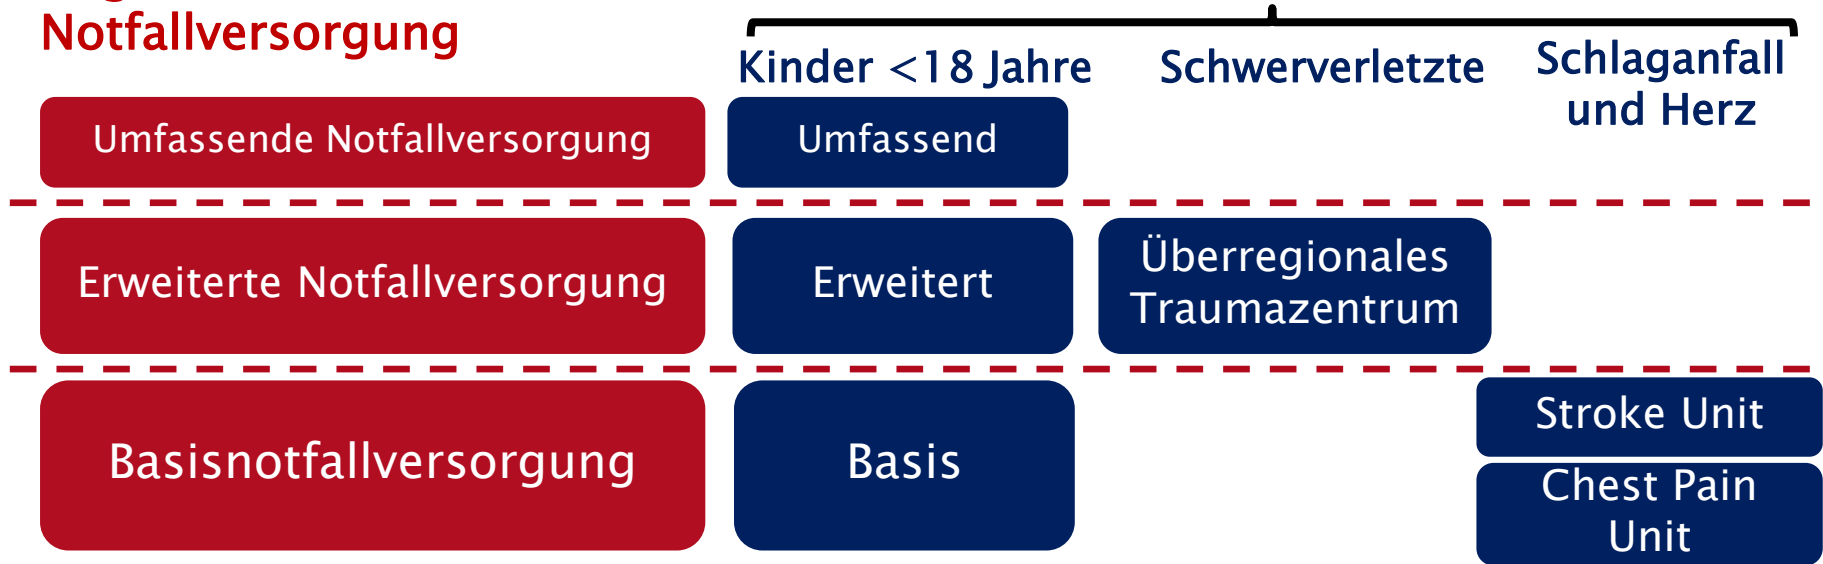 Notfallversorgung
Kinder <18 Jahre
Schwerverletzte
Schlaganfall
und Herz
Umfassende Notfallversorgung
Umfassend
Erweiterte Notfallversorgung
Erweitert
Überregionales
Traumazentrum
Basisnotfallversorgung
Basis
Stroke Unit
Chest Pain
Unit